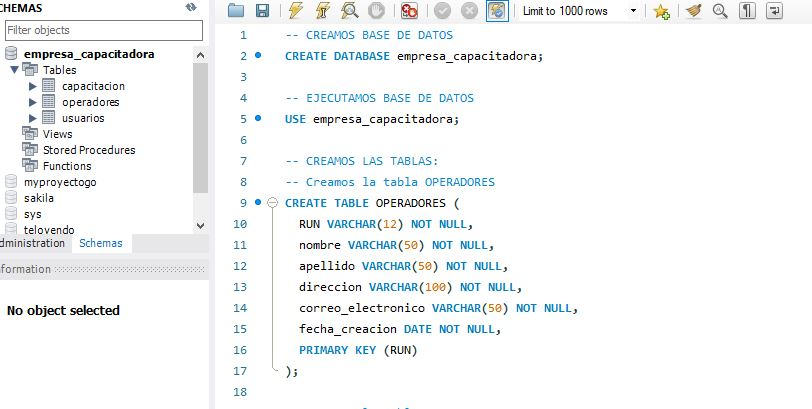 SCHEMAS
Filter objects
empresa_capacitadora
Tables
capacitacion
operadores
usuarios
Views
Stored Procedures
Functions
myproyectogo
sakila
sys
telovendo
dministration Schemas
nformation
No object selected
Limit to 1000 rows
1 -- CREAMOS BASE DE DATOS
2 CREATE DATABASE empresa_capacitadora;
3
4 -- EJECUTAMOS BASE DE DATOS
5 USE empresa_capacitadora;
6
7 -- CREAMOS LAS TABLAS:
8 -- Creamos la tabla OPERADORES
9 CREATE TABLE OPERADORES (
10 RUN VARCHAR(12) NOT NULL,
11 nombre VARCHAR(50) NOT NULL,
12 apellido VARCHAR(50) NOT NULL,
13 direccion VARCHAR(100) NOT NULL,
14 correo_electronico VARCHAR(50) NOT NULL,
15 fecha_creacion DATE NOT NULL,
16 PRIMARY KEY (RUN)
17 );
18